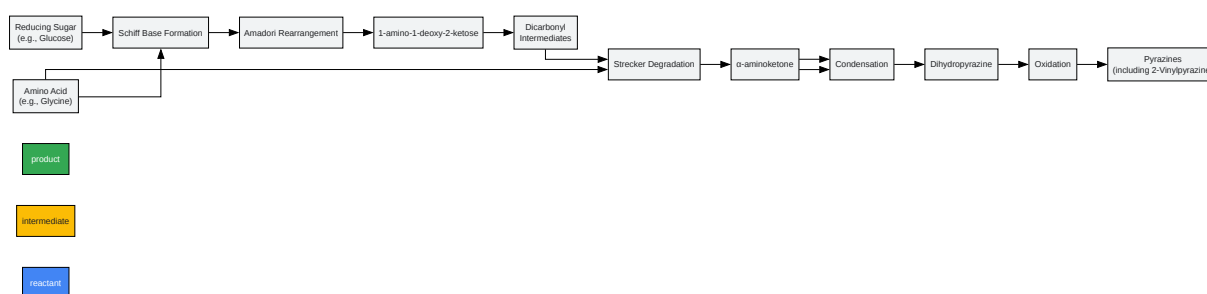 Reducing Sugar
(e.g., Glucose)
Schiff Base Formation
Amadori Rearrangement
1-amino-1-deoxy-2-ketose
Dicarbonyl
Intermediates
Amino Acid
(e.g., Glycine)
Strecker Degradation
α-aminoketone
Condensation
Dihydropyrazine
Oxidation
Pyrazines
(including 2-Vinylpyrazine
product
intermediate
reactant